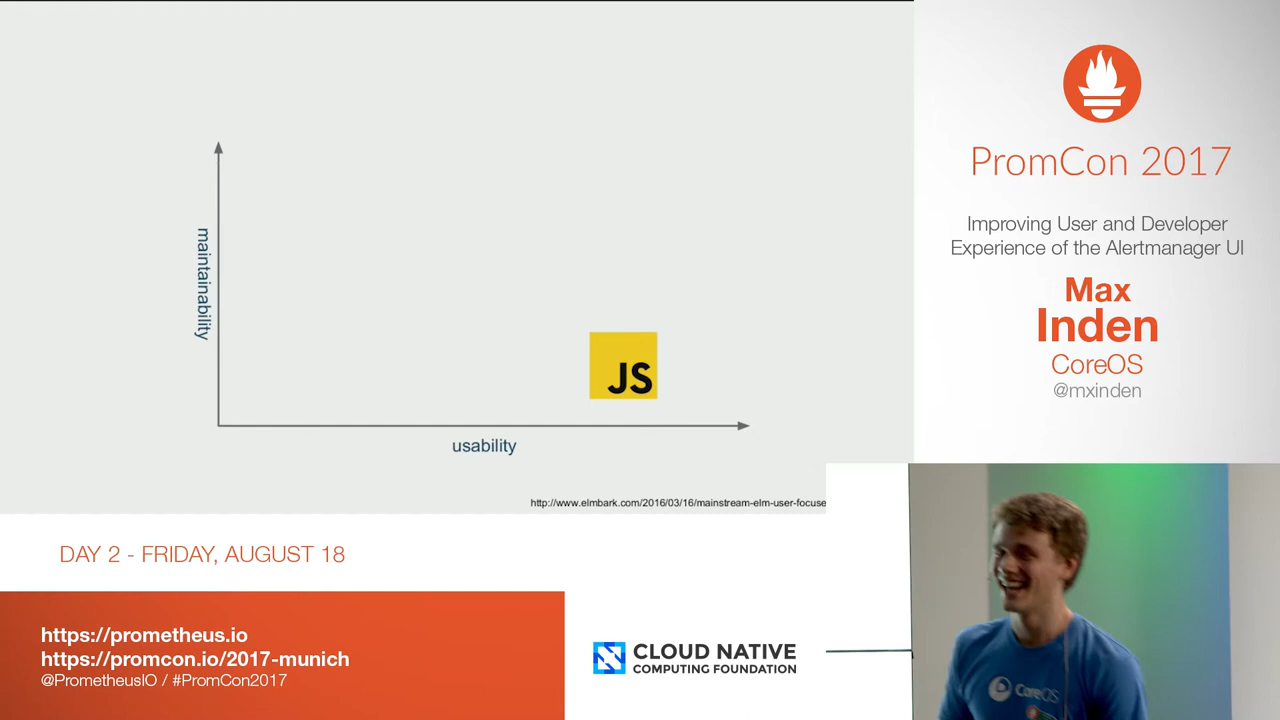 maintainability
JS
usability
http://www.elmbark.com/2016/03/16/mainstream-elm-user-focuse
PromCon 2017
Improving User and Developer
Experience of the Alertmanager UI
Max
Inden
CoreOS
@mxinden
DAY 2 - FRIDAY, AUGUST 18
https://prometheus.io
https://promcon.io/2017-munich
@PrometheusIO / #PromCon2017
CLOUD NATIVE
COMPUTING FOUNDATION
CoreOS